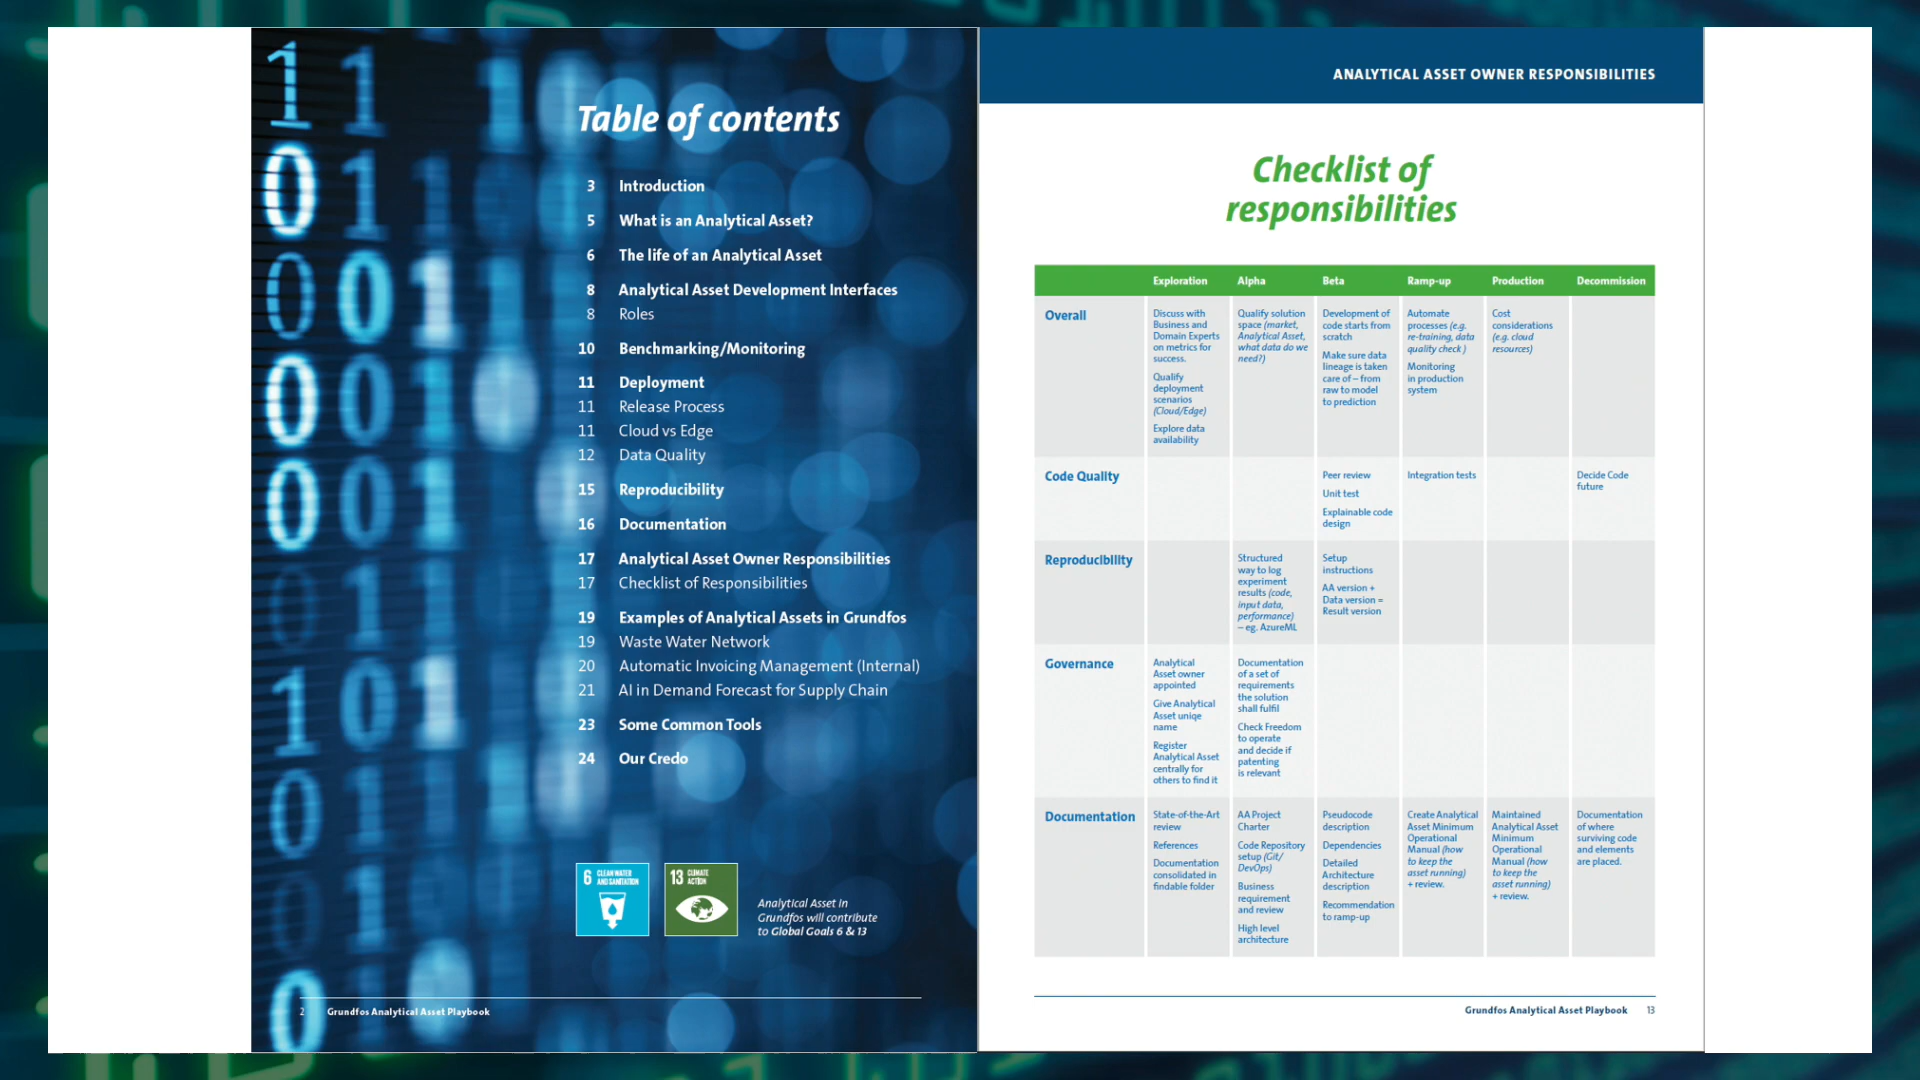 Table of contents
3 Introduction
5 What is an Analytical Asset?
6 The life of an Analytical Asset
8 Analytical Asset Development Interfaces
8 Roles
10 Benchmarking/Monitoring
11 Deployment
11 Release Process
11 Cloud vs Edge
12 Data Quality
15 Reproducibility
16 Documentation
17 Analytical Asset Owner Responsibilities
17 Checklist of Responsibilities
19 Examples of Analytical Assets in Grundfos
19 Waste Water Network
20 Automatic Invoicing Management (Internal)
21 AI in Demand Forecast for Supply Chain
23 Some Common Tools
24 Our Credo
6 CLEAN WATER
AND SANITATION
13 CLIMATE
ACTION
Analytical Asset in
Grundfos will contribute
to Global Goals 6 & 13
2 Grundfos Analytical Asset Playbook
ANALYTICAL ASSET OWNER RESPONSIBILITIES
Checklist of
responsibilities
Exploration Alpha Beta Ramp-up Production Decommission
Overall
Discuss with
Business and
Domain Experts
on metrics for
success.
Qualify
deployment
scenarios
(Cloud/Edge)
Explore data
availability
Qualify solution
space (market,
Analytical Asset,
what data do we
need?)
Development of
code starts from
scratch
Make sure data
lineage is taken
care of – from
raw to model
to prediction
Automate
processes (e.g.
re-training, data
quality check )
Monitoring
in production
system
Cost
considerations
(e.g. cloud
resources)
Code Quality
Peer review
Unit test
Explainable code
design
Integration tests
Decide Code
future
Reproducibility
Structured
way to log
experiment
results (code,
input data,
performance)
– eg. AzureML
Setup
instructions
AA version +
Data version =
Result version
Governance
Analytical
Asset owner
appointed
Give Analytical
Asset uniqe
name
Register
Analytical Asset
centrally for
others to find it
Documentation
of a set of
requirements
the solution
shall fulfil
Check Freedom
to operate
and decide if
patenting
is relevant
Documentation
State-of-the-Art
review
References
Documentation
consolidated in
findable folder
AA Project
Charter
Code Repository
setup (Git/
DevOps)
Business
requirement
and review
High level
architecture
Pseudocode
description
Dependencies
Detailed
Architecture
description
Recommendation
to ramp-up
Create Analytical
Asset Minimum
Operational
Manual (how
to keep the
asset running)
+ review.
Maintained
Analytical Asset
Minimum
Operational
Manual (how
to keep the
asset running)
+ review.
Documentation
of where
surviving code
and elements
are placed.
Grundfos Analytical Asset Playbook 13